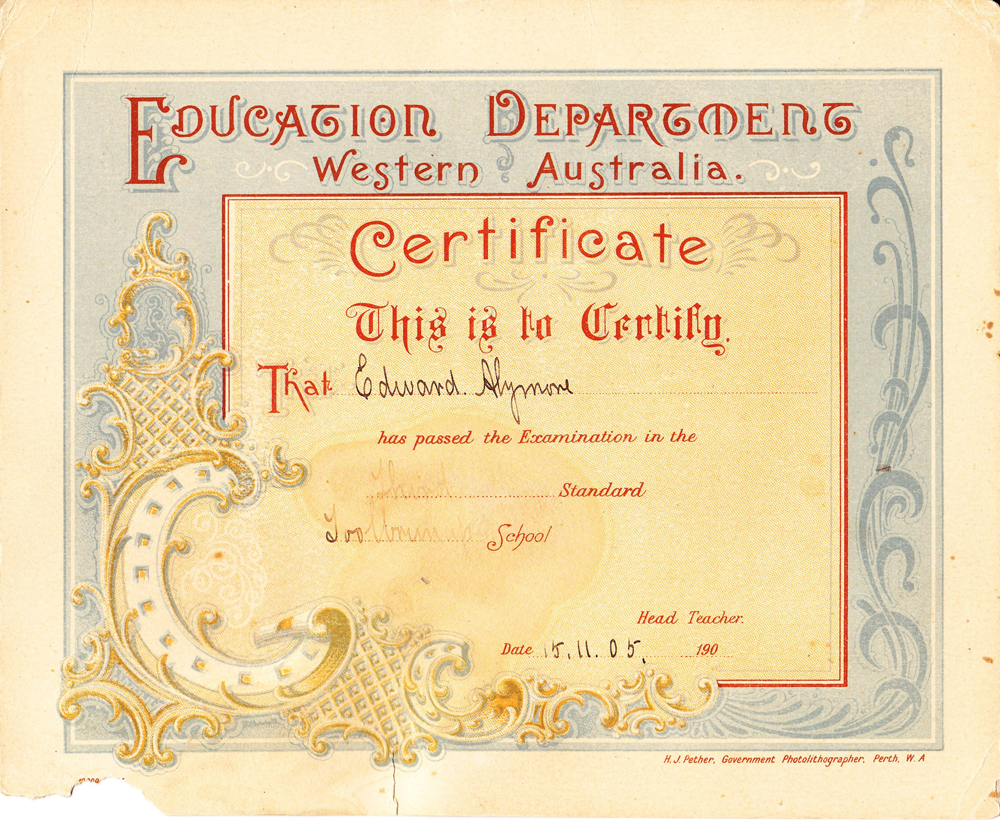 EDUCATION DEPARTMENT
Western Australia.
Certificate
This is to Certify.
That Edward Alymore
has passed the Examination in the
Third Standard
School
Head Teacher.
Date 15.11.05. 190
H. J. Pether, Government Photolithographer, Perth, W. A